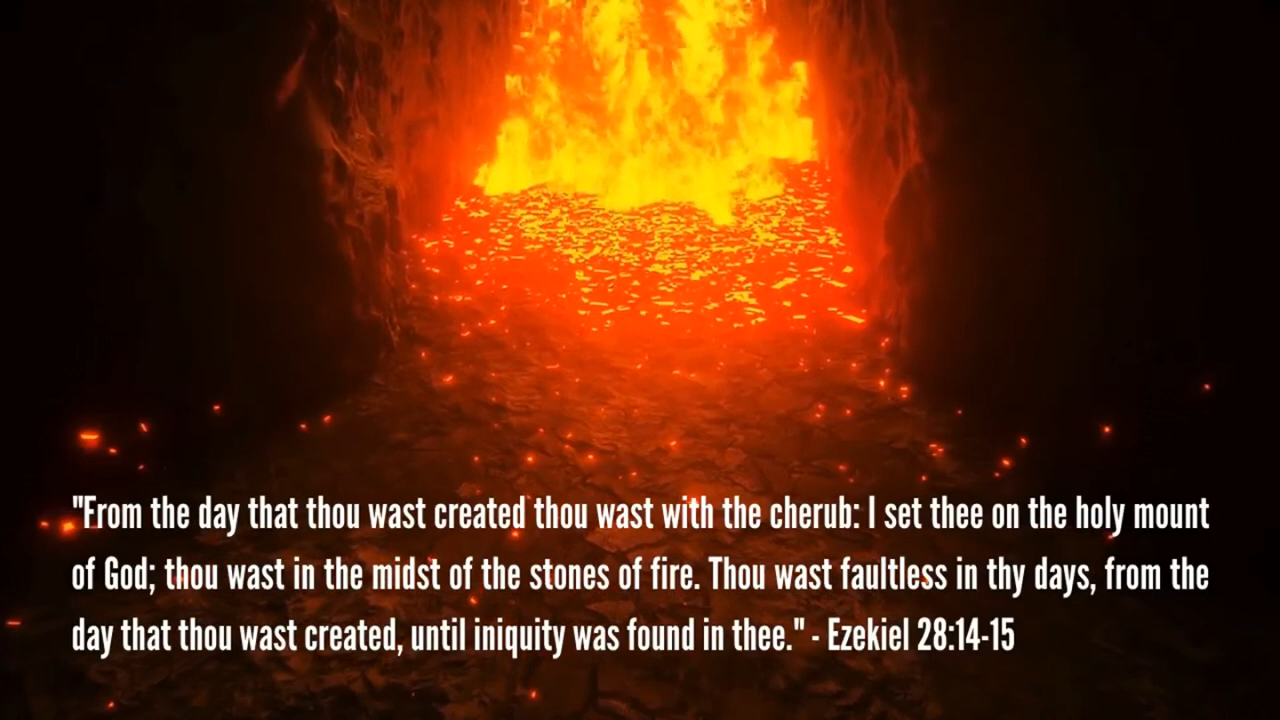 "From the day that thou wast created thou wast with the cherub: I set thee on the holy mount
of God; thou wast in the midst of the stones of fire. Thou wast faultless in thy days, from the
day that thou wast created, until iniquity was found in thee." - Ezekiel 28:14-15